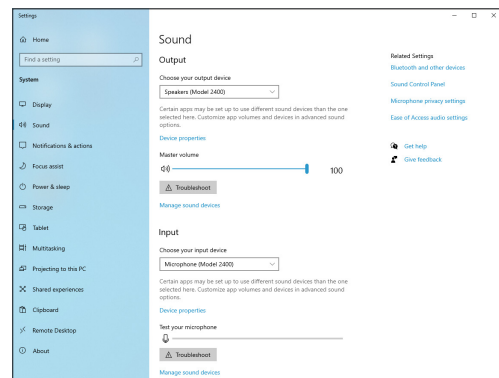 Settings
Home
Find a setting
System
Display
Sound
Notifications & actions
Focus assist
Power & sleep
Storage
Tablet
Multitasking
Projecting to this PC
Shared experiences
Clipboard
Remote Desktop
About
Sound
Output
Choose your output device
Speakers (Model 2400)
Certain apps may be set up to use different sound devices than the one
selected here. Customize app volumes and devices in advanced sound
options.
Device properties
Master volume
100
Troubleshoot
Manage sound devices
Input
Choose your input device
Microphone (Model 2400)
Certain apps may be set up to use different sound devices than the one
selected here. Customize app volumes and devices in advanced sound
options.
Device properties
Test your microphone
Troubleshoot
Manage sound devices
Related Settings
Bluetooth and other devices
Sound Control Panel
Microphone privacy settings
Ease of Access audio settings
Get help
Give feedback